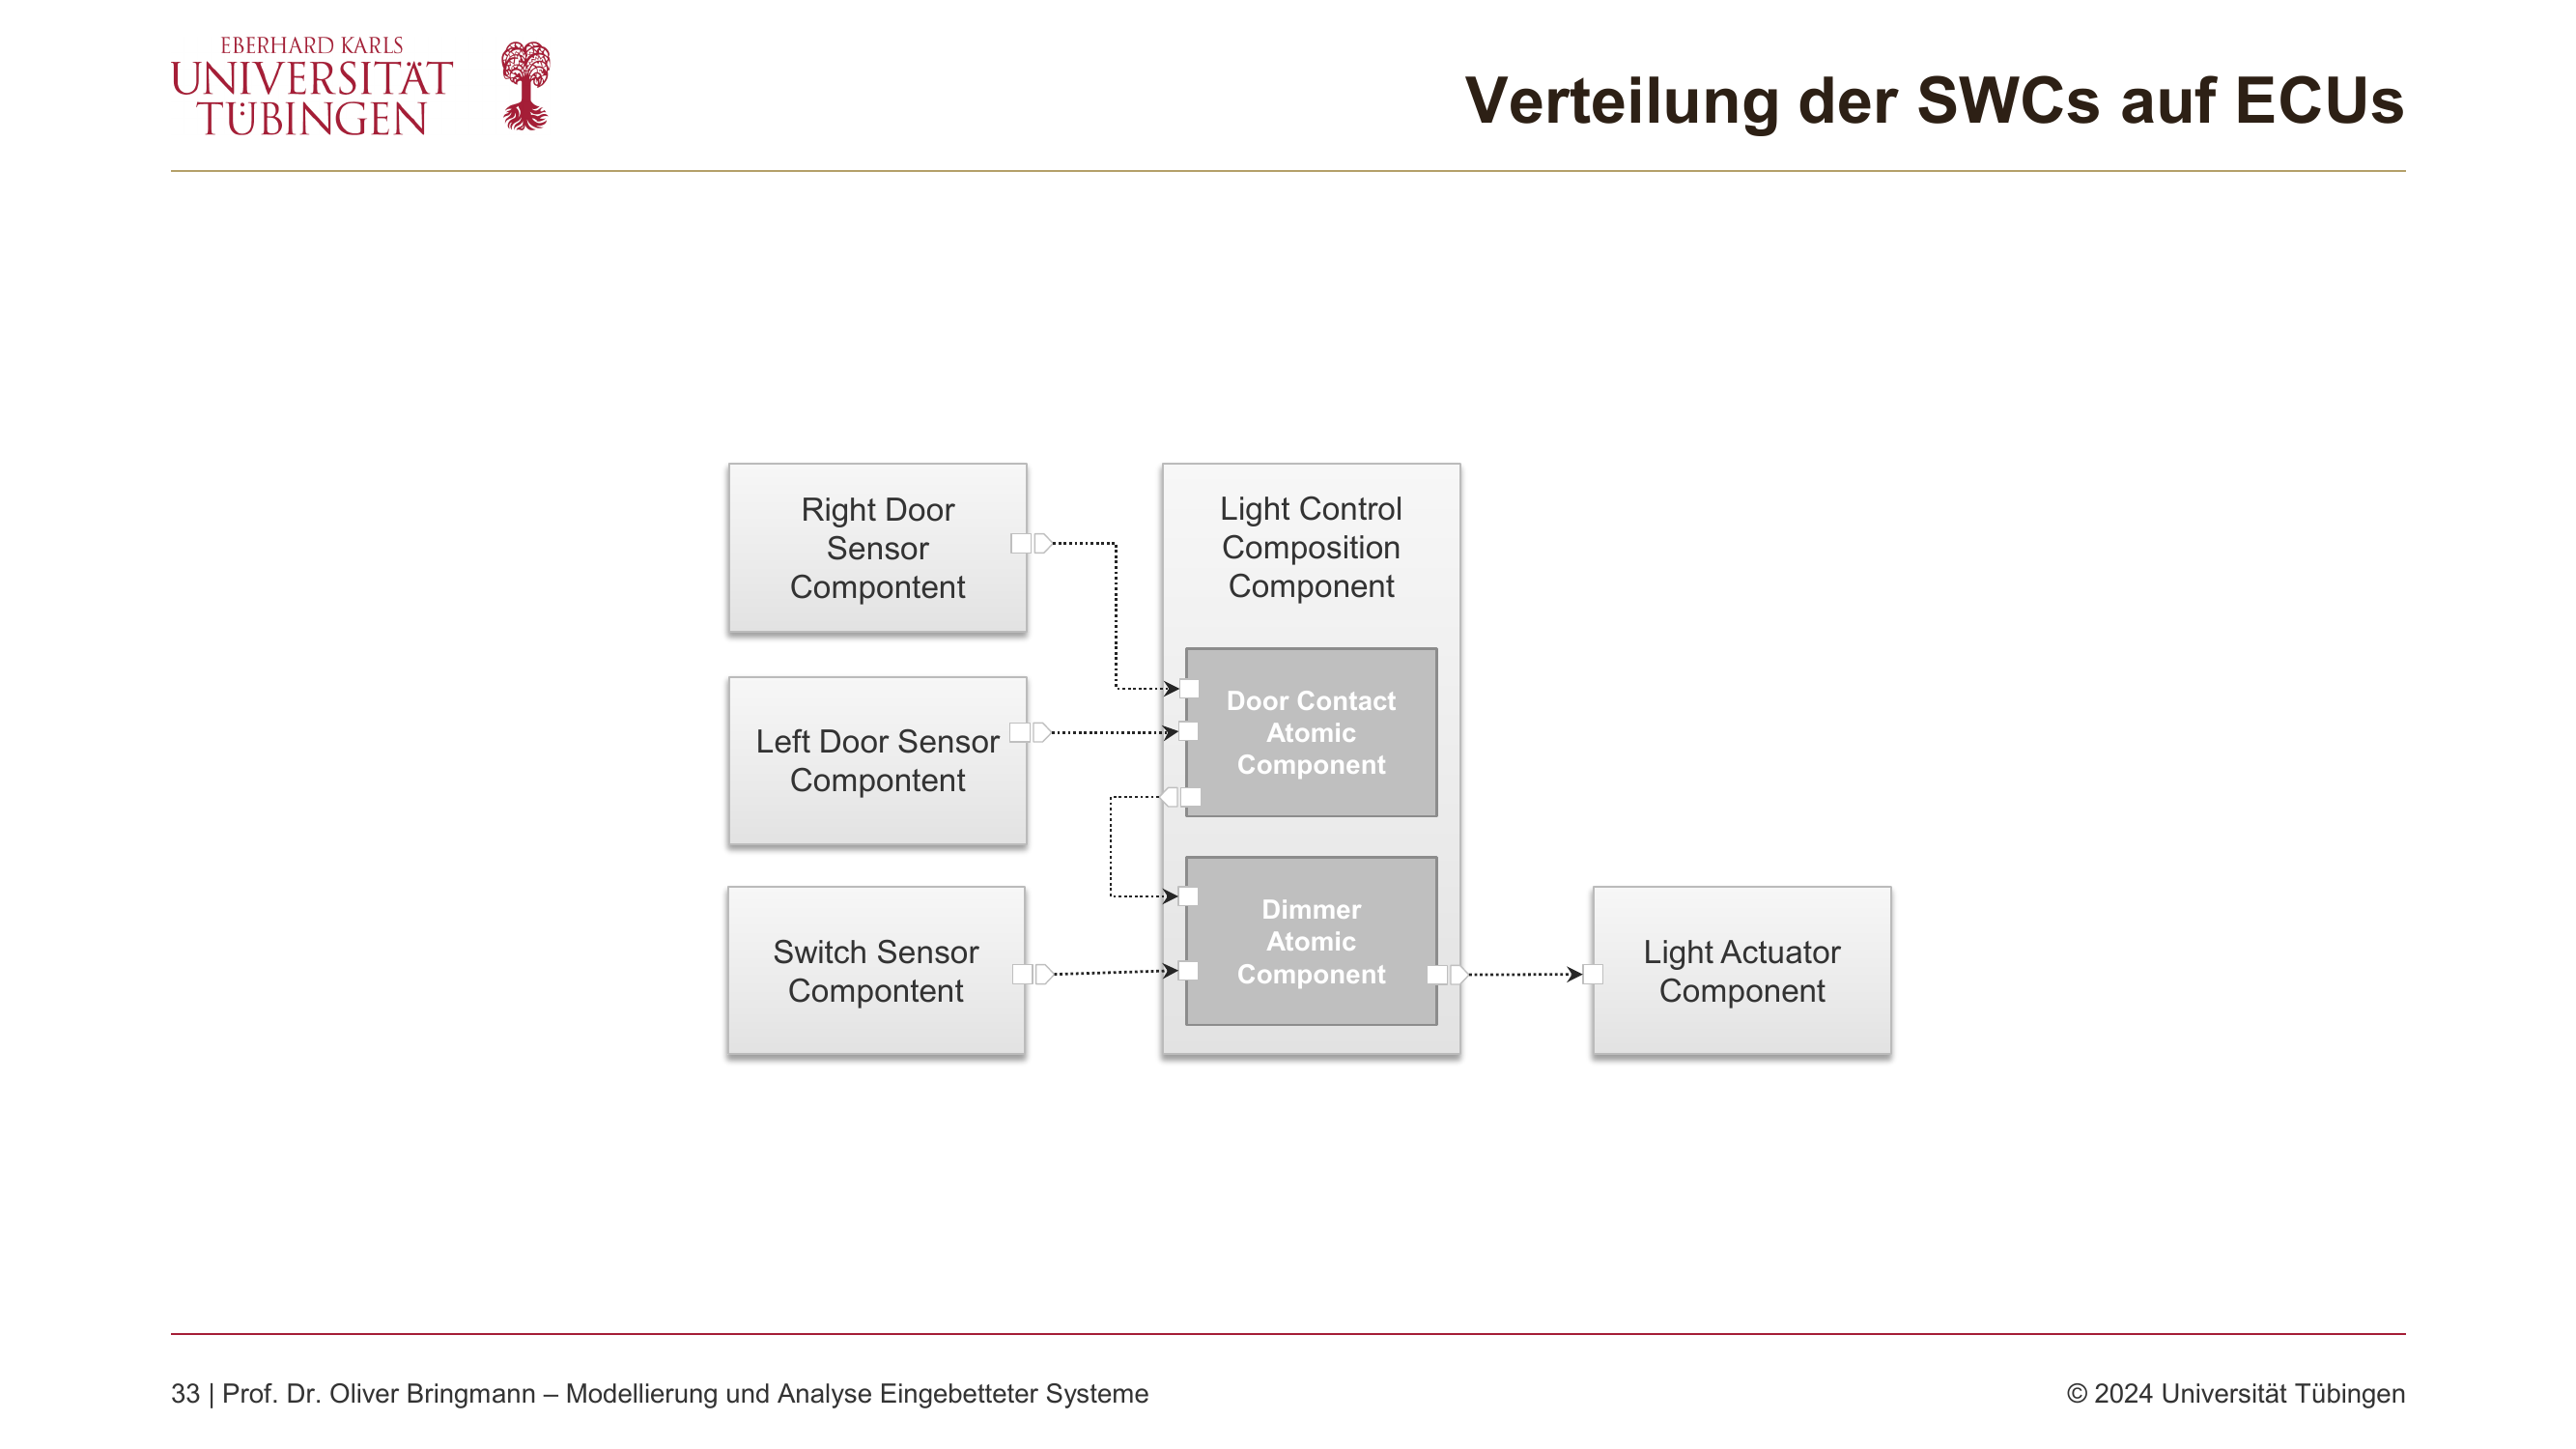 EBERHARD KARLS
UNIVERSITÄT
TÜBINGEN
Verteilung der SWCs auf ECUs
Right Door
Sensor
Compontent
Left Door Sensor
Compontent
Switch Sensor
Compontent
Light Control
Composition
Component
Door Contact
Atomic
Component
Dimmer
Atomic
Component
Light Actuator
Component
33 | Prof. Dr. Oliver Bringmann – Modellierung und Analyse Eingebetteter Systeme
© 2024 Universität Tübingen